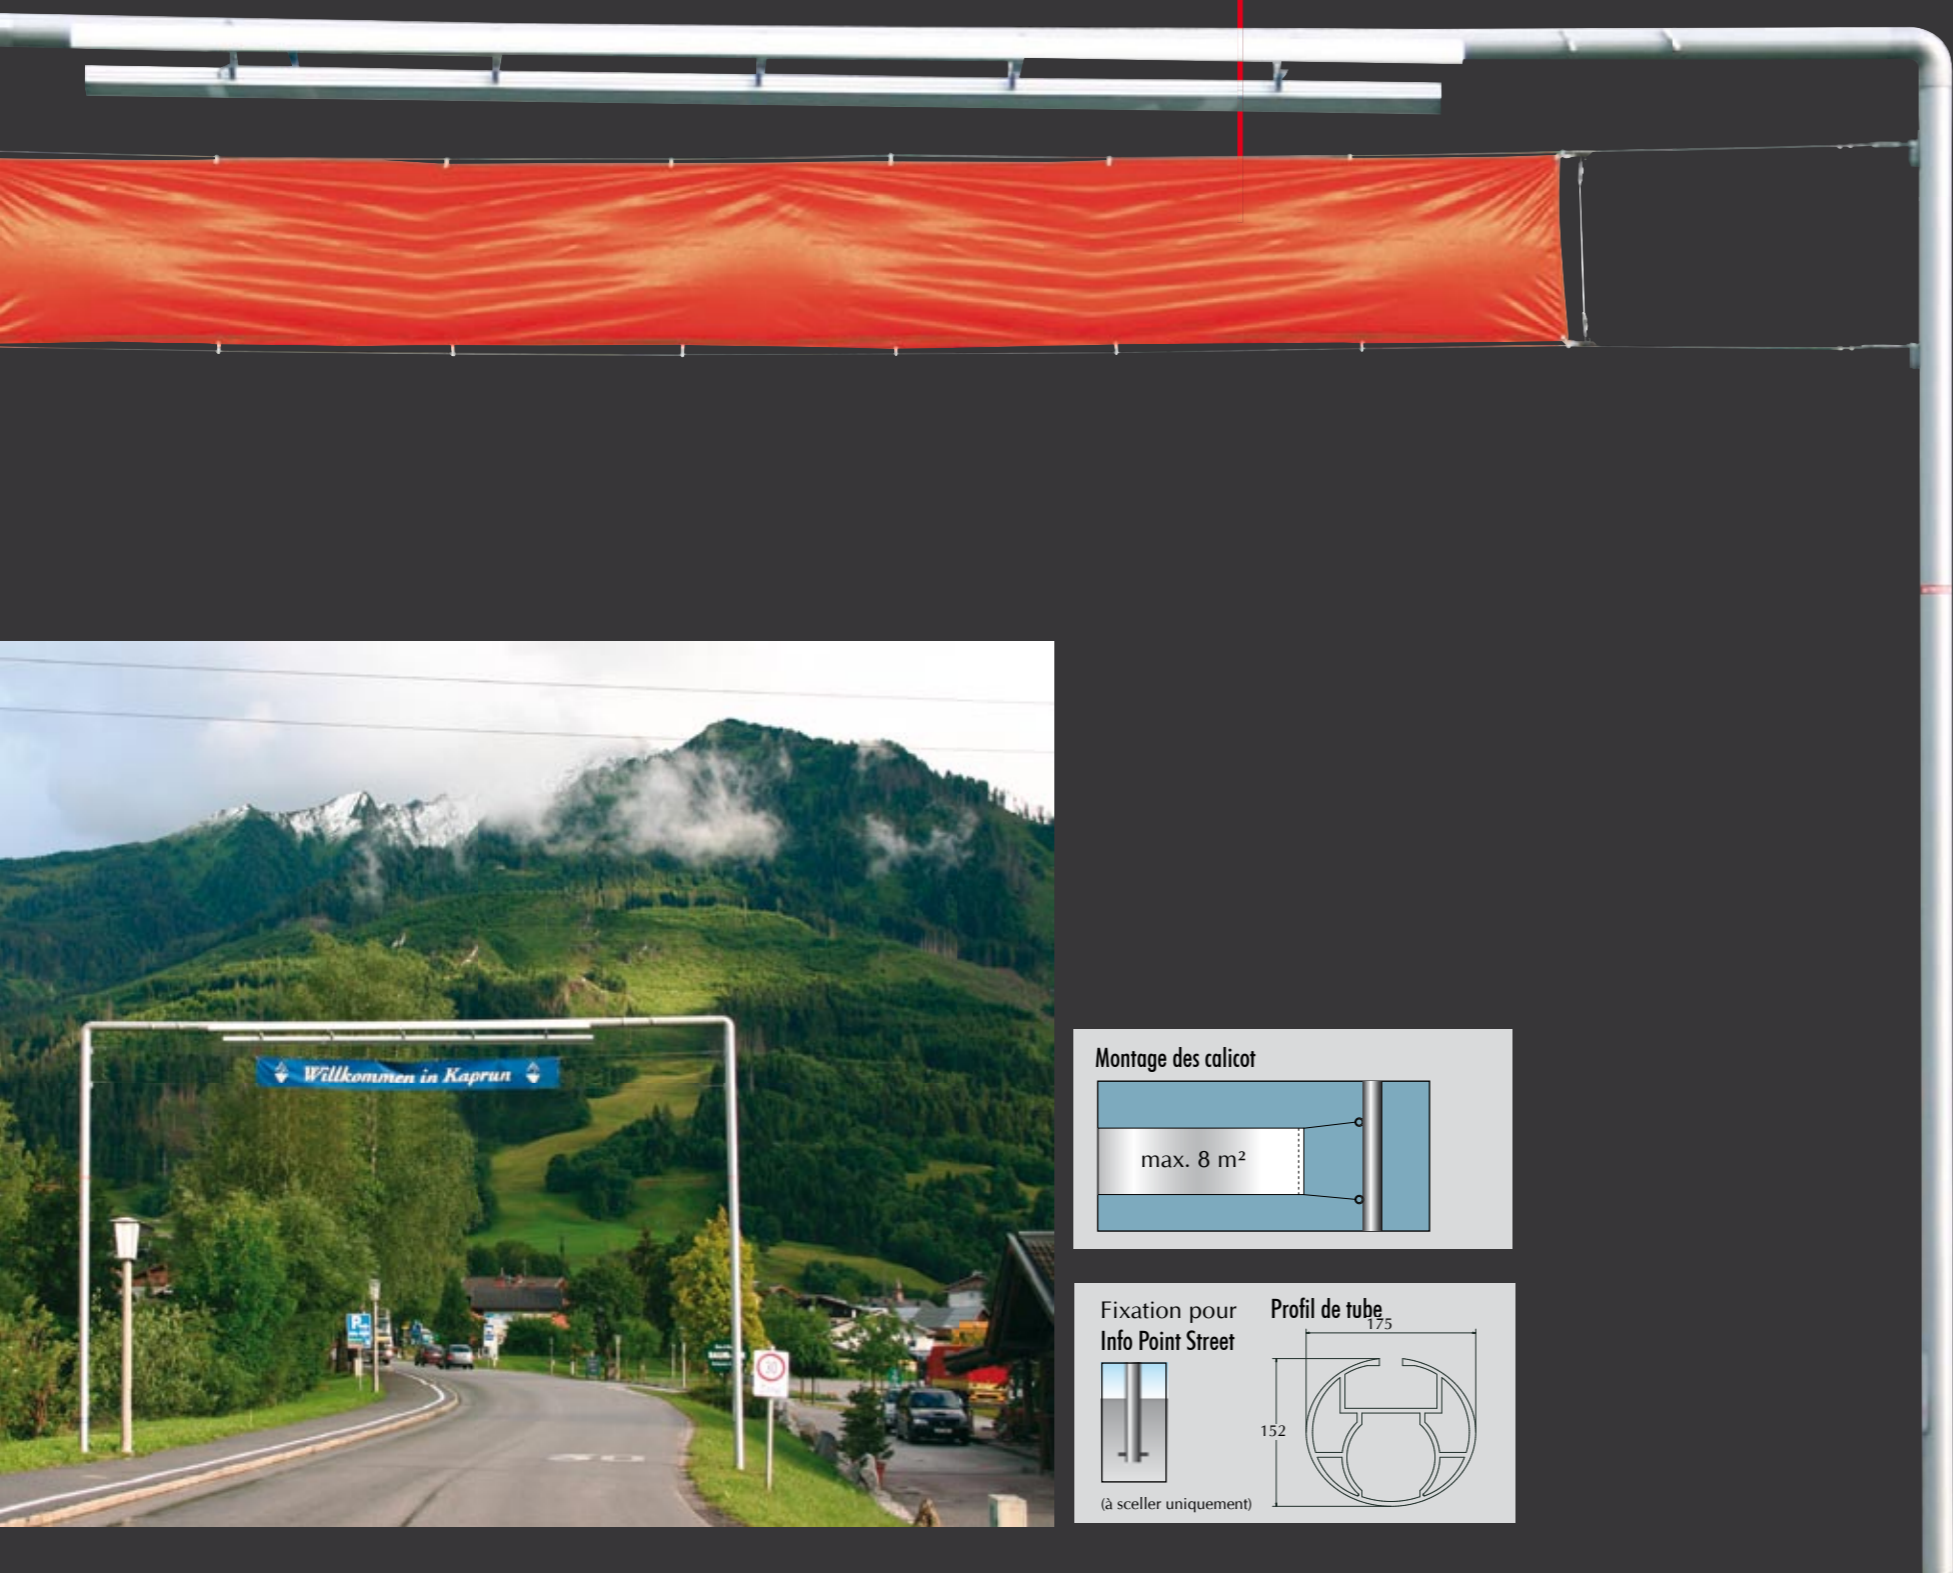 Willkommen in Kaprun
P
30
Montage des calicot
max. 8 m²
Fixation pour
Info Point Street
(à sceller uniquement)
Profil de tube
175
152